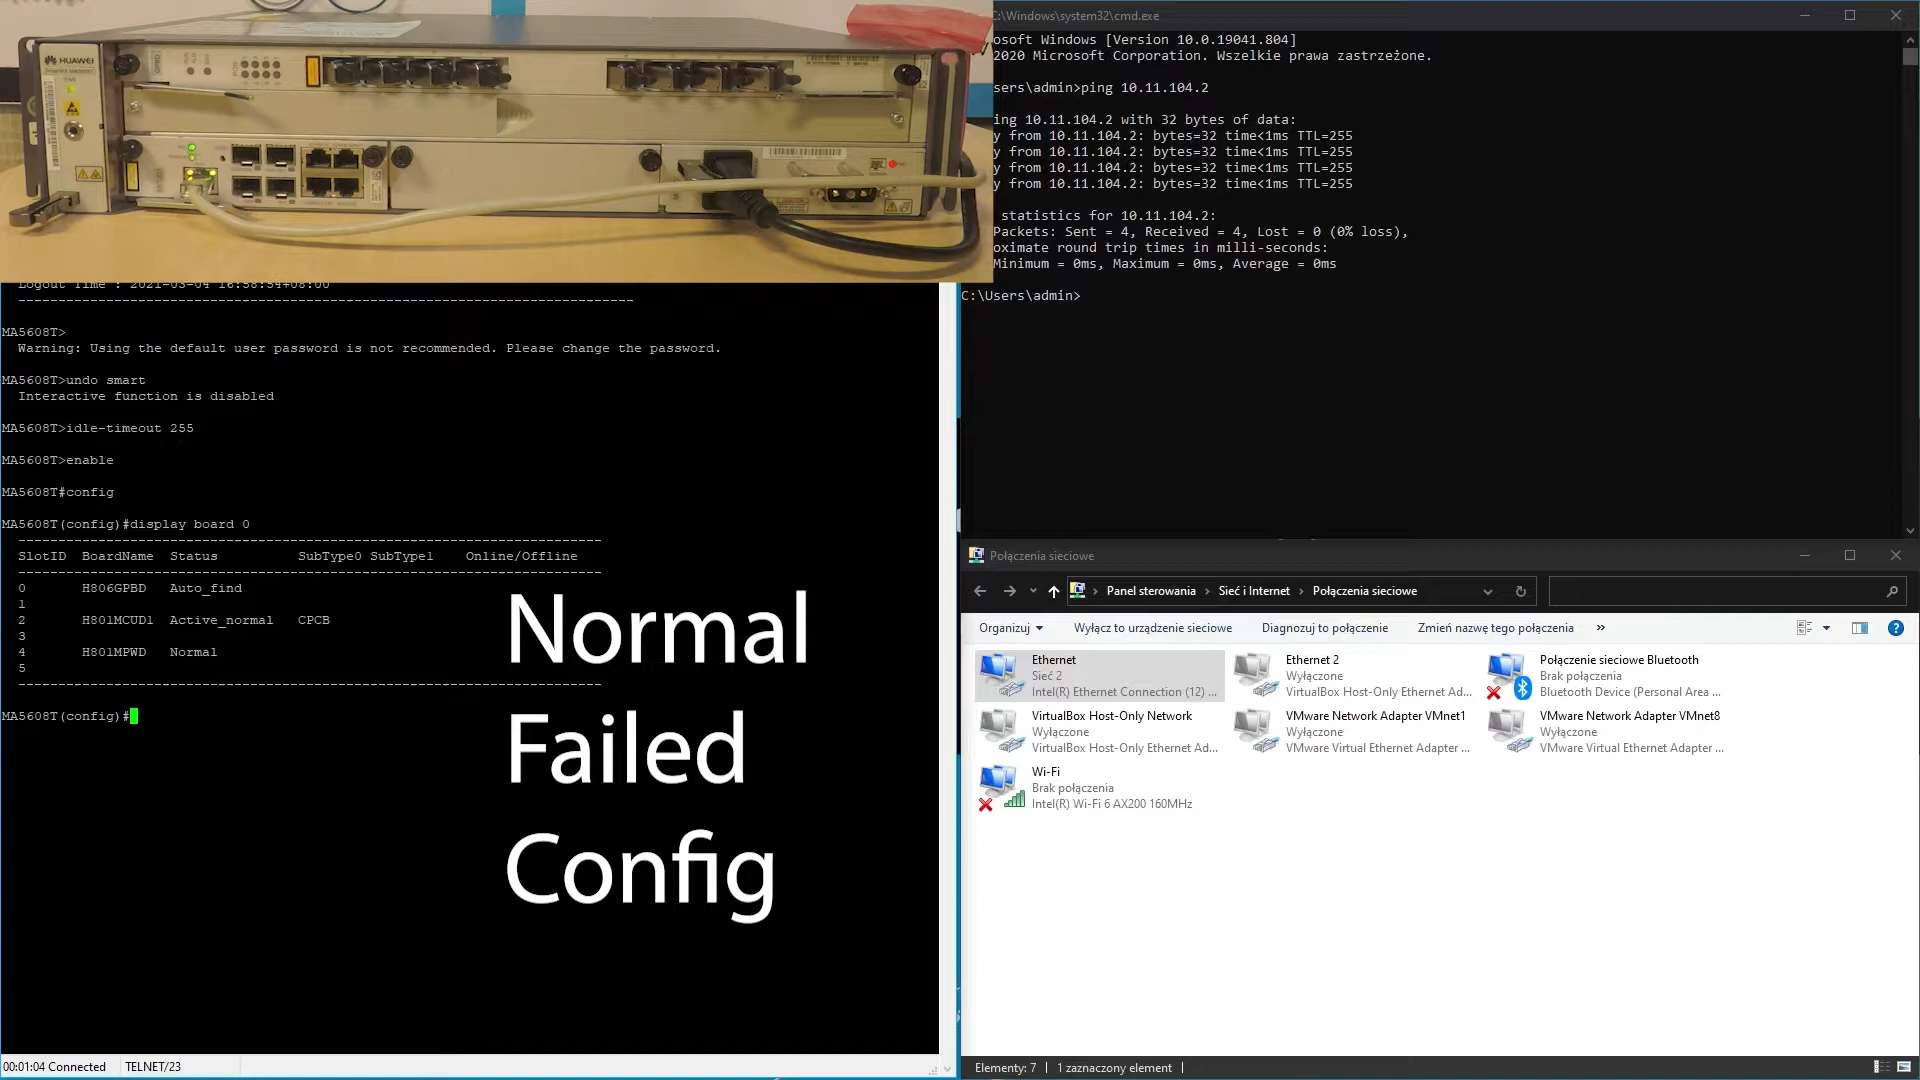 HUAWEI
Logout Time : 2021-03-04 16:58:54+08:00
MA5608T>
Warning: Using the default user password is not recommended. Please change the password.
MA5608T>undo smart
Interactive function is disabled
MA5608T>idle-timeout 255
MA5608T>enable
MA5608T#config
MA5608T(config)#display board 0
SlotID BoardName Status SubType0 SubType1 Online/Offline
0 H806GPBD Auto_find
1
2 H801MCUD1 Active_normal CPCB
3
4 H801MPWD Normal
5
MA5608T(config)#
Normal
Failed
Config
00:01:04 Connected TELNET/23
C:\Windows\system32\cmd.exe
osoft Windows [Version 10.0.19041.804]
2020 Microsoft Corporation. Wszelkie prawa zastrzeżone.
sers\admin>ping 10.11.104.2
ing 10.11.104.2 with 32 bytes of data:
y from 10.11.104.2: bytes=32 time<1ms TTL=255
y from 10.11.104.2: bytes=32 time<1ms TTL=255
y from 10.11.104.2: bytes=32 time<1ms TTL=255
y from 10.11.104.2: bytes=32 time<1ms TTL=255
statistics for 10.11.104.2:
Packets: Sent = 4, Received = 4, Lost = 0 (0% loss),
oximate round trip times in milli-seconds:
Minimum = 0ms, Maximum = 0ms, Average = 0ms
C:\Users\admin>
Połączenia sieciowe
Panel sterowania > Sieć i Internet > Połączenia sieciowe
Organizuj Wyłącz to urządzenie sieciowe Diagnozuj to połączenie Zmień nazwę tego połączenia »
Ethernet
Sieć 2
Intel(R) Ethernet Connection (12) ...
Ethernet 2
Wyłączone
VirtualBox Host-Only Ethernet Ad...
Połączenie sieciowe Bluetooth
Brak połączenia
Bluetooth Device (Personal Area ...
VirtualBox Host-Only Network
Wyłączone
VirtualBox Host-Only Ethernet Ad...
VMware Network Adapter VMnet1
Wyłączone
VMware Virtual Ethernet Adapter ...
VMware Network Adapter VMnet8
Wyłączone
VMware Virtual Ethernet Adapter ...
Wi-Fi
Brak połączenia
Intel(R) Wi-Fi 6 AX200 160MHz
Elementy: 7 1 zaznaczony element